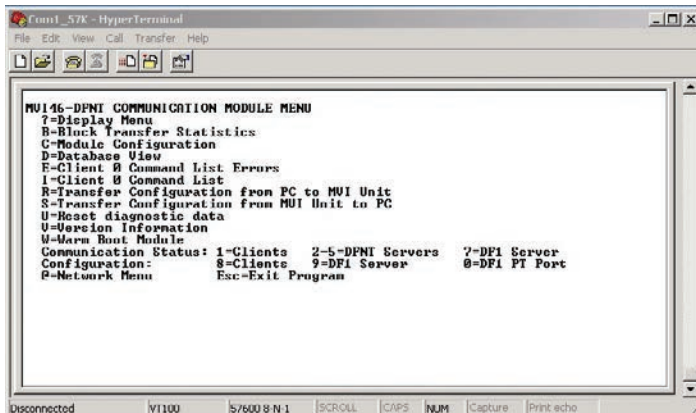 Com1_57K - HyperTerminal
File Edit View Call Transfer Help
MVI46-DFNT COMMUNICATION MODULE MENU
?=Display Menu
B=Block Transfer Statistics
C=Module Configuration
D=Database View
E=Client 0 Command List Errors
I=Client 0 Command List
R=Transfer Configuration from PC to MVI Unit
S=Transfer Configuration from MVI Unit to PC
U=Reset diagnostic data
V=Version Information
W=Warm Boot Module
Communication Status: 1=Clients 2-5=DFNT Servers 7=DF1 Server
Configuration: 8=Clients 9=DF1 Server 0=DF1 PT Port
@=Network Menu Esc=Exit Program
Disconnected VT100 57600 8-N-1 SCROLL CAPS NUM Capture Print echo